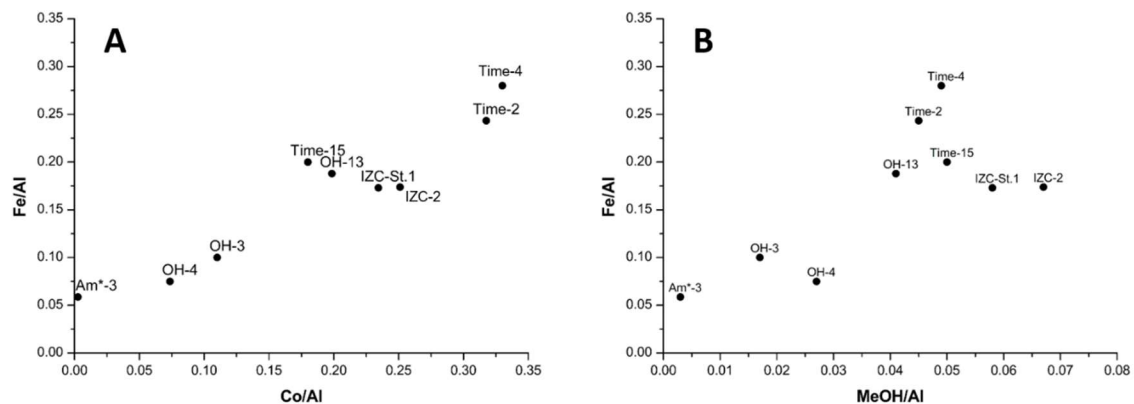 A
Fe/Al
0.35
0.30
0.25
0.20
0.15
0.10
0.05
0.00
Time-4
Time-2
Time-15
OH-13
IZC-St.1
IZC-2
OH-3
OH-4
Am*-3
0.00 0.05 0.10 0.15 0.20 0.25 0.30 0.35
Co/Al
B
Fe/Al
0.35
0.30
0.25
0.20
0.15
0.10
0.05
0.00
Time-4
Time-2
OH-13
Time-15
IZC-St.1
IZC-2
OH-3
OH-4
Am*-3
0.00 0.01 0.02 0.03 0.04 0.05 0.06 0.07 0.08
MeOH/Al